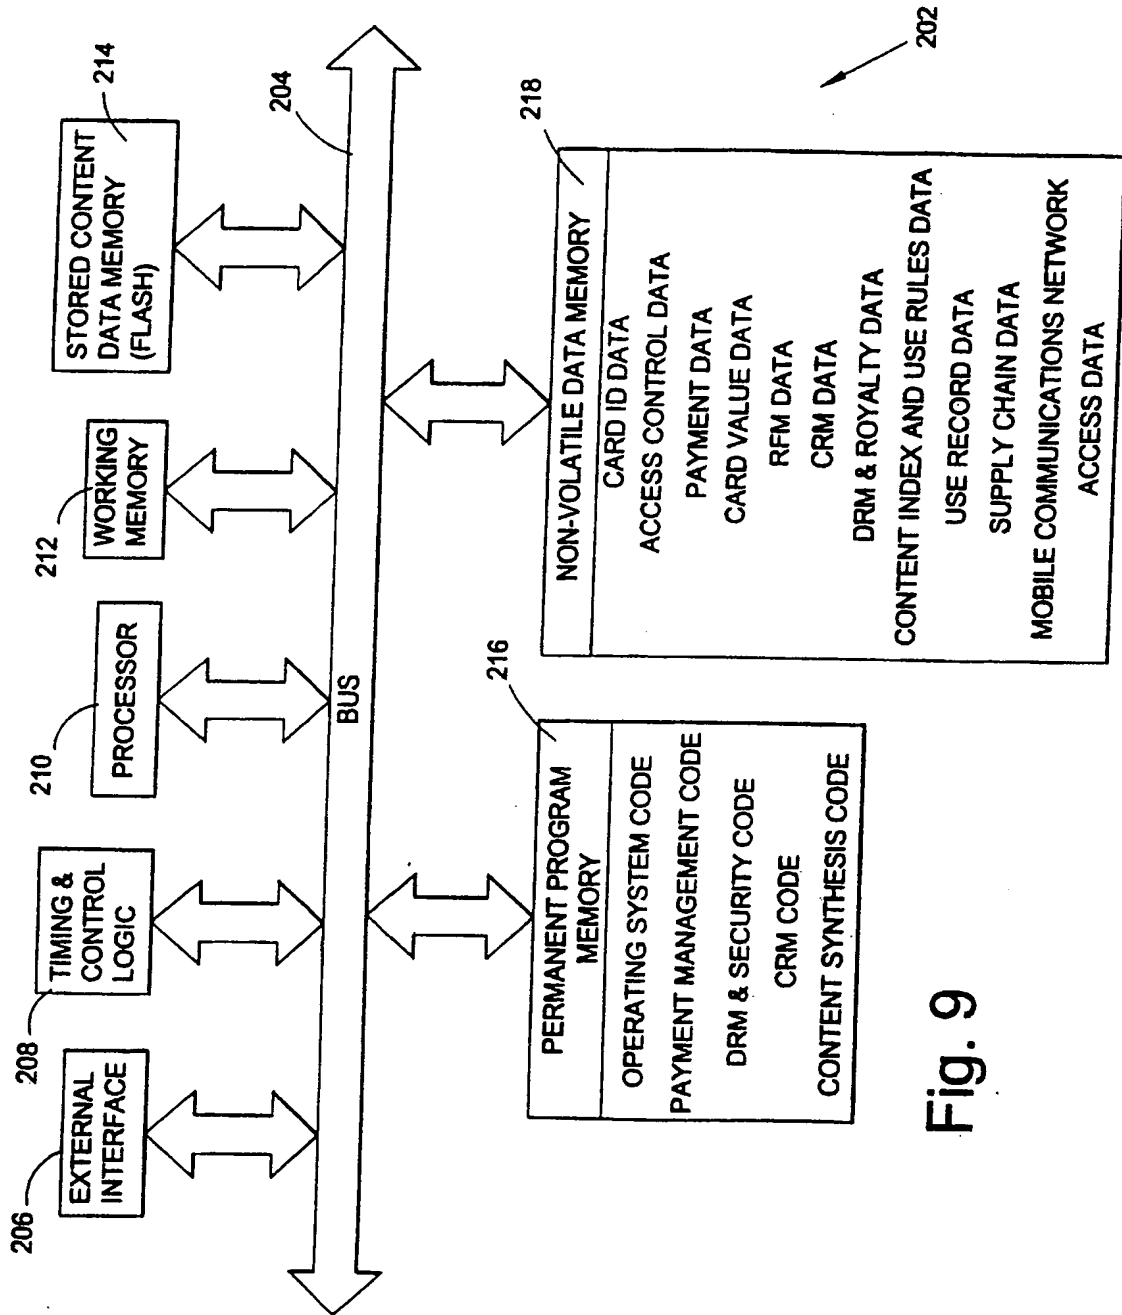 206
EXTERNAL
INTERFACE
208
TIMING &
CONTROL
LOGIC
210
PROCESSOR
212
WORKING
MEMORY
STORED CONTENT
DATA MEMORY
(FLASH)
214
BUS
204
PERMANENT PROGRAM
MEMORY
216
OPERATING SYSTEM CODE
PAYMENT MANAGEMENT CODE
DRM & SECURITY CODE
CRM CODE
CONTENT SYNTHESIS CODE
NON-VOLATILE DATA MEMORY
218
CARD ID DATA
ACCESS CONTROL DATA
PAYMENT DATA
CARD VALUE DATA
RFM DATA
CRM DATA
DRM & ROYALTY DATA
CONTENT INDEX AND USE RULES DATA
USE RECORD DATA
SUPPLY CHAIN DATA
MOBILE COMMUNICATIONS NETWORK
ACCESS DATA
202
Fig. 9